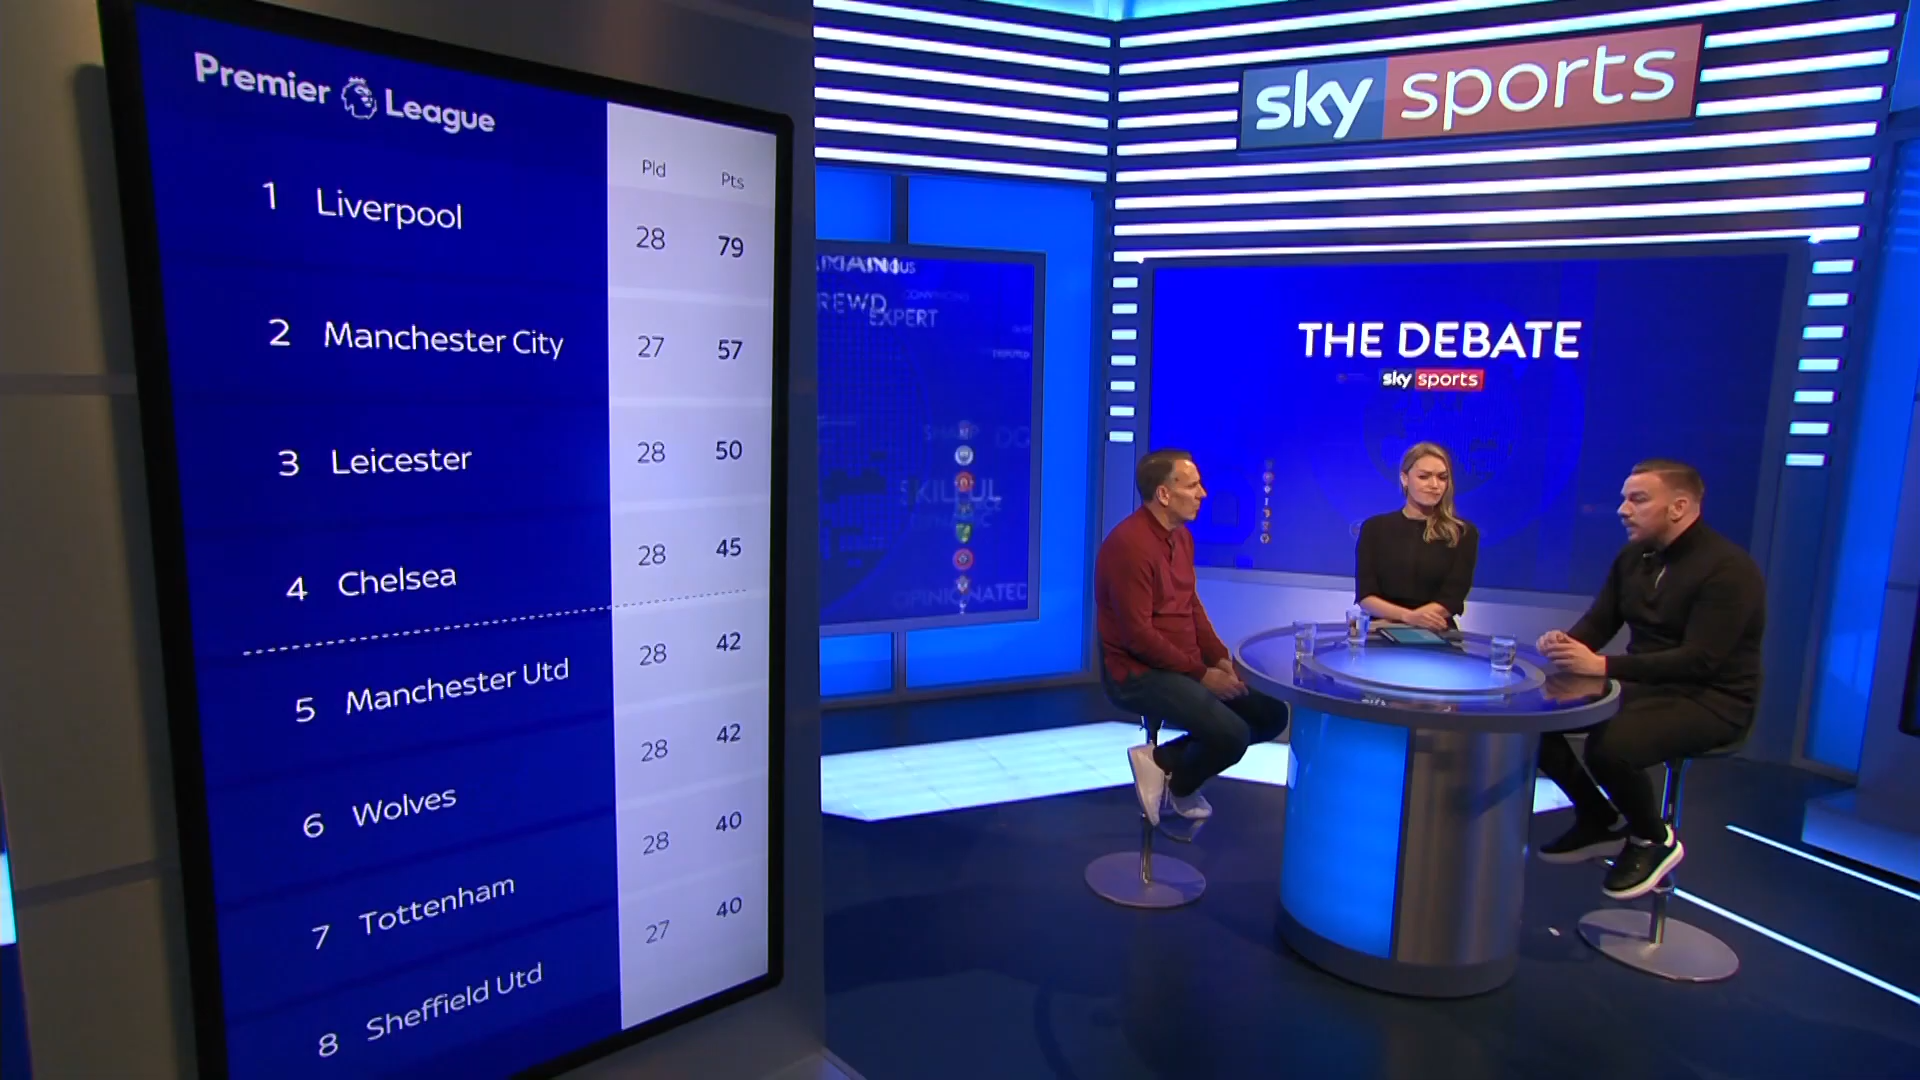 Premier League
Pld Pts
1 Liverpool 28 79
2 Manchester City 27 57
3 Leicester 28 50
4 Chelsea 28 45
5 Manchester Utd 28 42
6 Wolves 28 42
7 Tottenham 28 40
8 Sheffield Utd 27 40
sky sports
THE DEBATE
sky sports
EXPERT